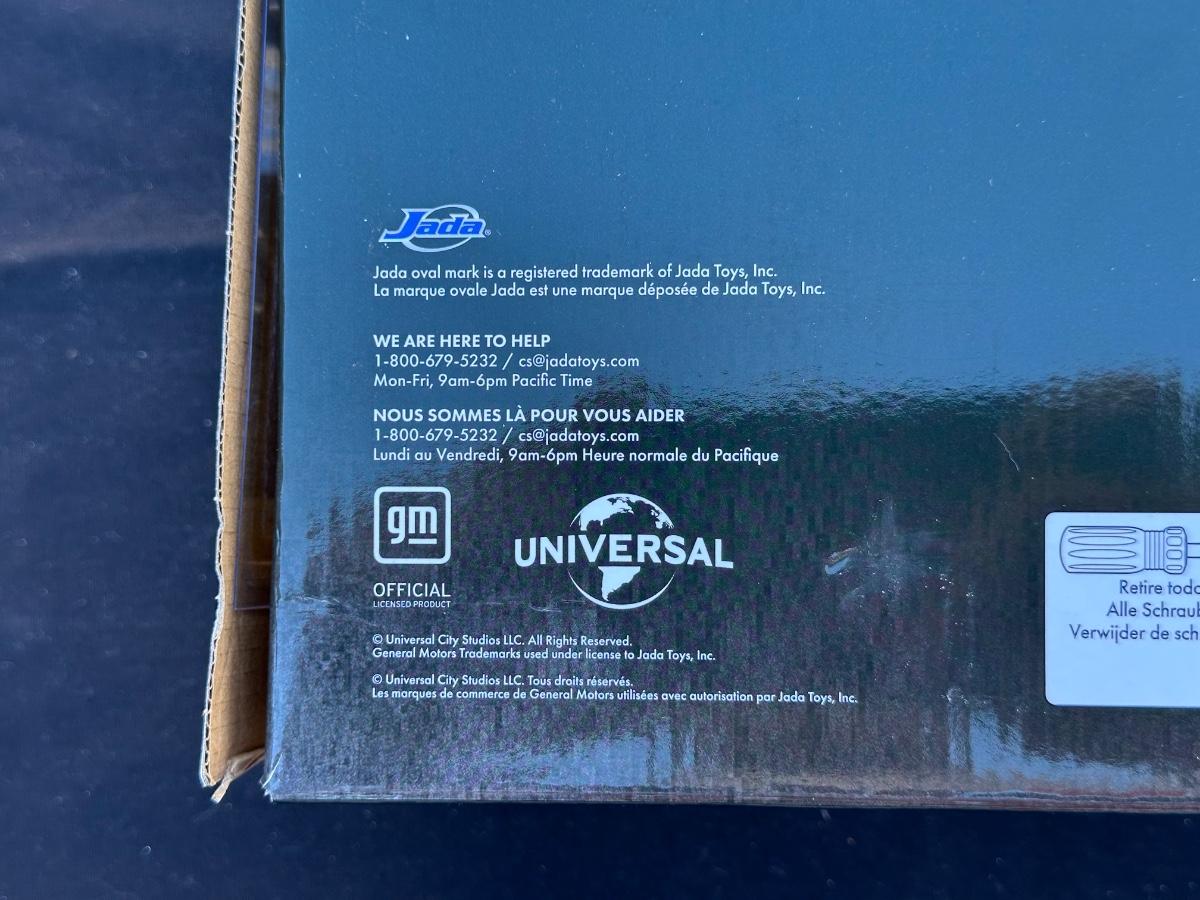 Jada®
Jada oval mark is a registered trademark of Jada Toys, Inc.
La marque ovale Jada est une marque déposée de Jada Toys, Inc.
WE ARE HERE TO HELP
1-800-679-5232 / cs@jadatoys.com
Mon-Fri, 9am-6pm Pacific Time
NOUS SOMMES LÀ POUR VOUS AIDER
1-800-679-5232 / cs@jadatoys.com
Lundi au Vendredi, 9am-6pm Heure normale du Pacifique
gm
OFFICIAL
LICENSED PRODUCT
UNIVERSAL
© Universal City Studios LLC. All Rights Reserved.
General Motors Trademarks used under license to Jada Toys, Inc.
© Universal City Studios LLC. Tous droits réservés.
Les marques de commerce de General Motors utilisées avec autorisation par Jada Toys, Inc.
Retire
Alle
Verwijder de